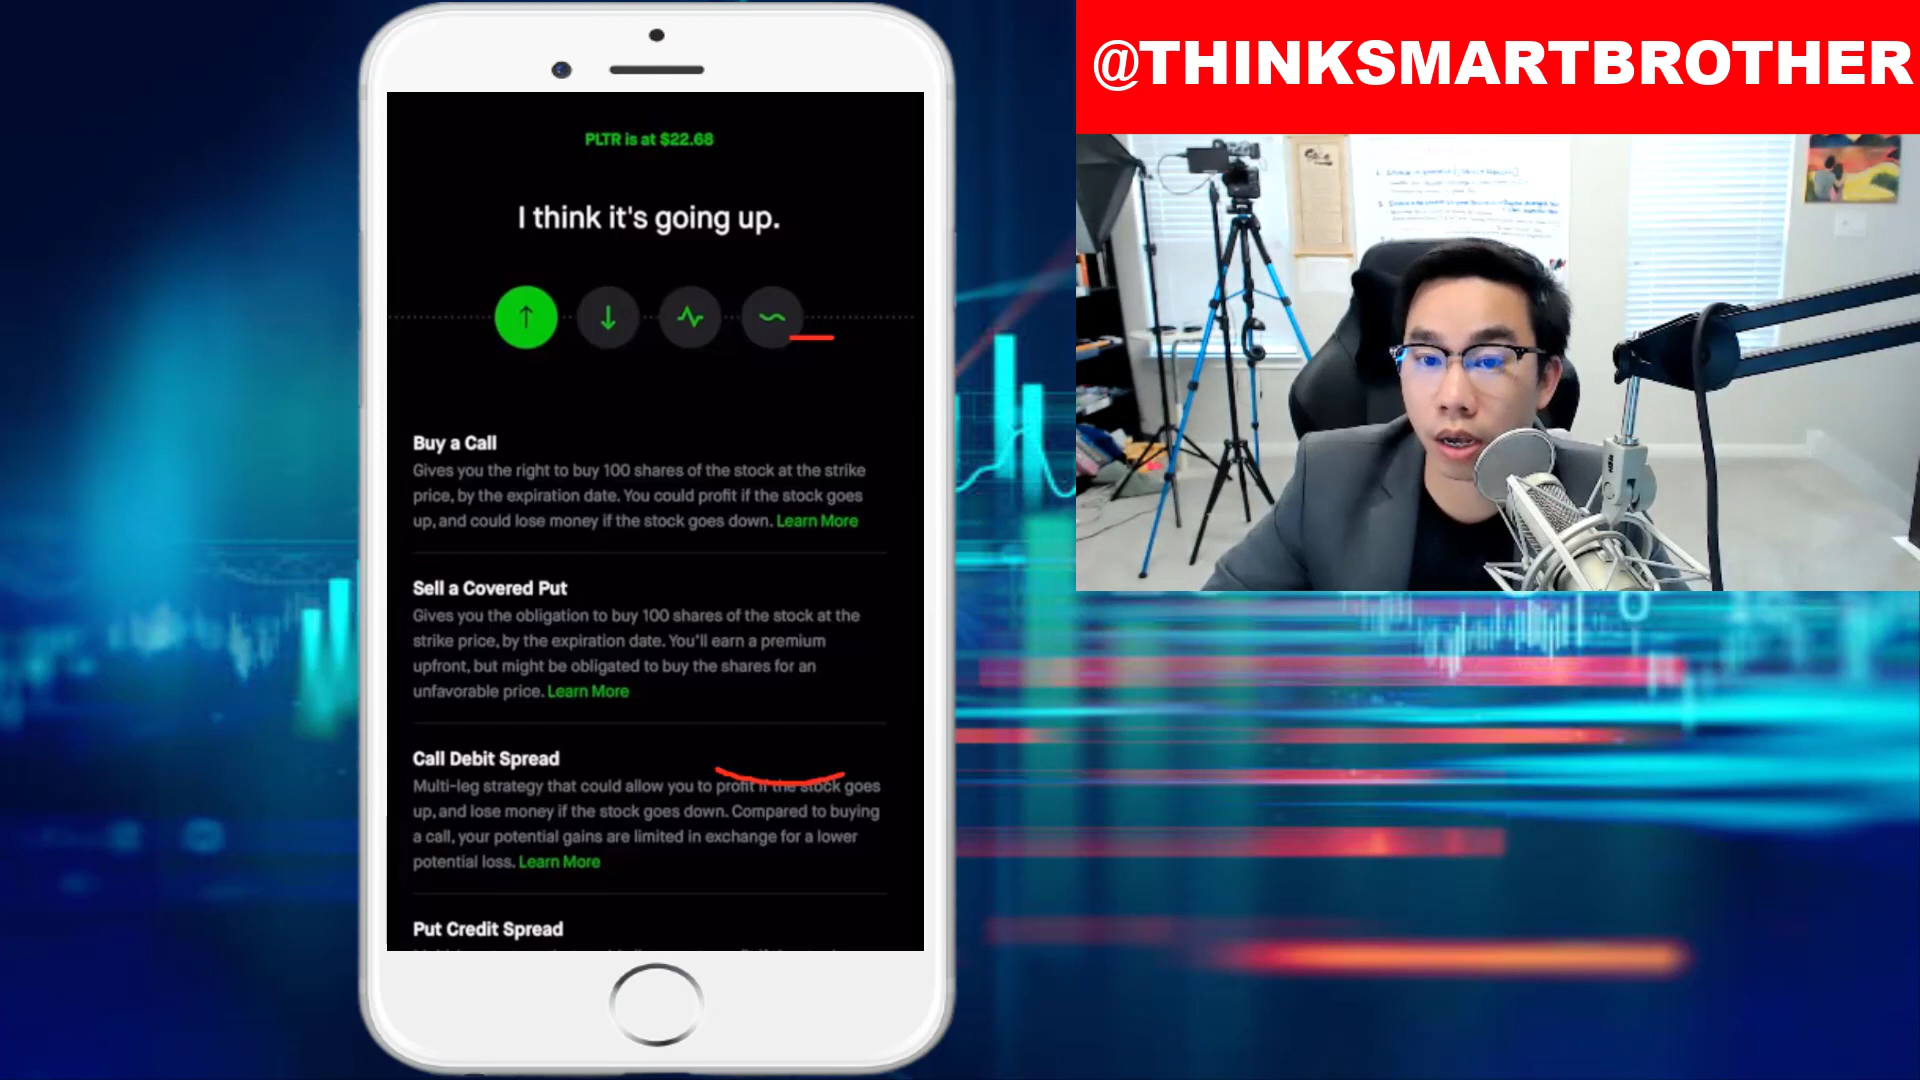 @THINKSMARTBROTHER
PLTR is at $22.68
I think it's going up.
Buy a Call
Gives you the right to buy 100 shares of the stock at the strike
price, by the expiration date. You could profit if the stock goes
up, and could lose money if the stock goes down. Learn More
Sell a Covered Put
Gives you the obligation to buy 100 shares of the stock at the
strike price, by the expiration date. You'll earn a premium
upfront, but might be obligated to buy the shares for an
unfavorable price. Learn More
Call Debit Spread
Multi-leg strategy that could allow you to profit if the stock goes
up, and lose money if the stock goes down. Compared to buying
a call, your potential gains are limited in exchange for a lower
potential loss. Learn More
Put Credit Spread